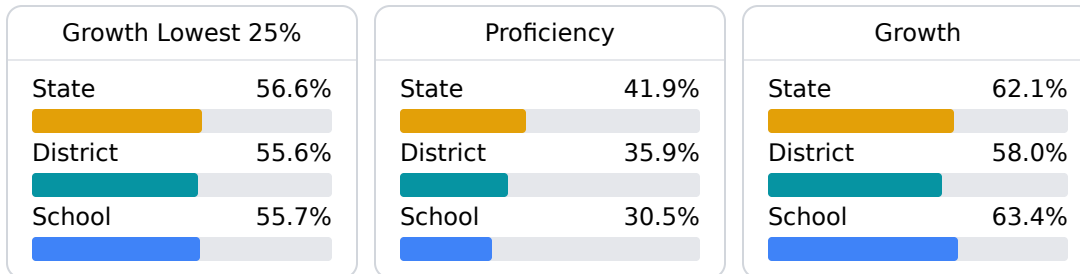 Growth Lowest 25%
State 56.6%
District 55.6%
School 55.7%
Proficiency
State 41.9%
District 35.9%
School 30.5%
Growth
State 62.1%
District 58.0%
School 63.4%